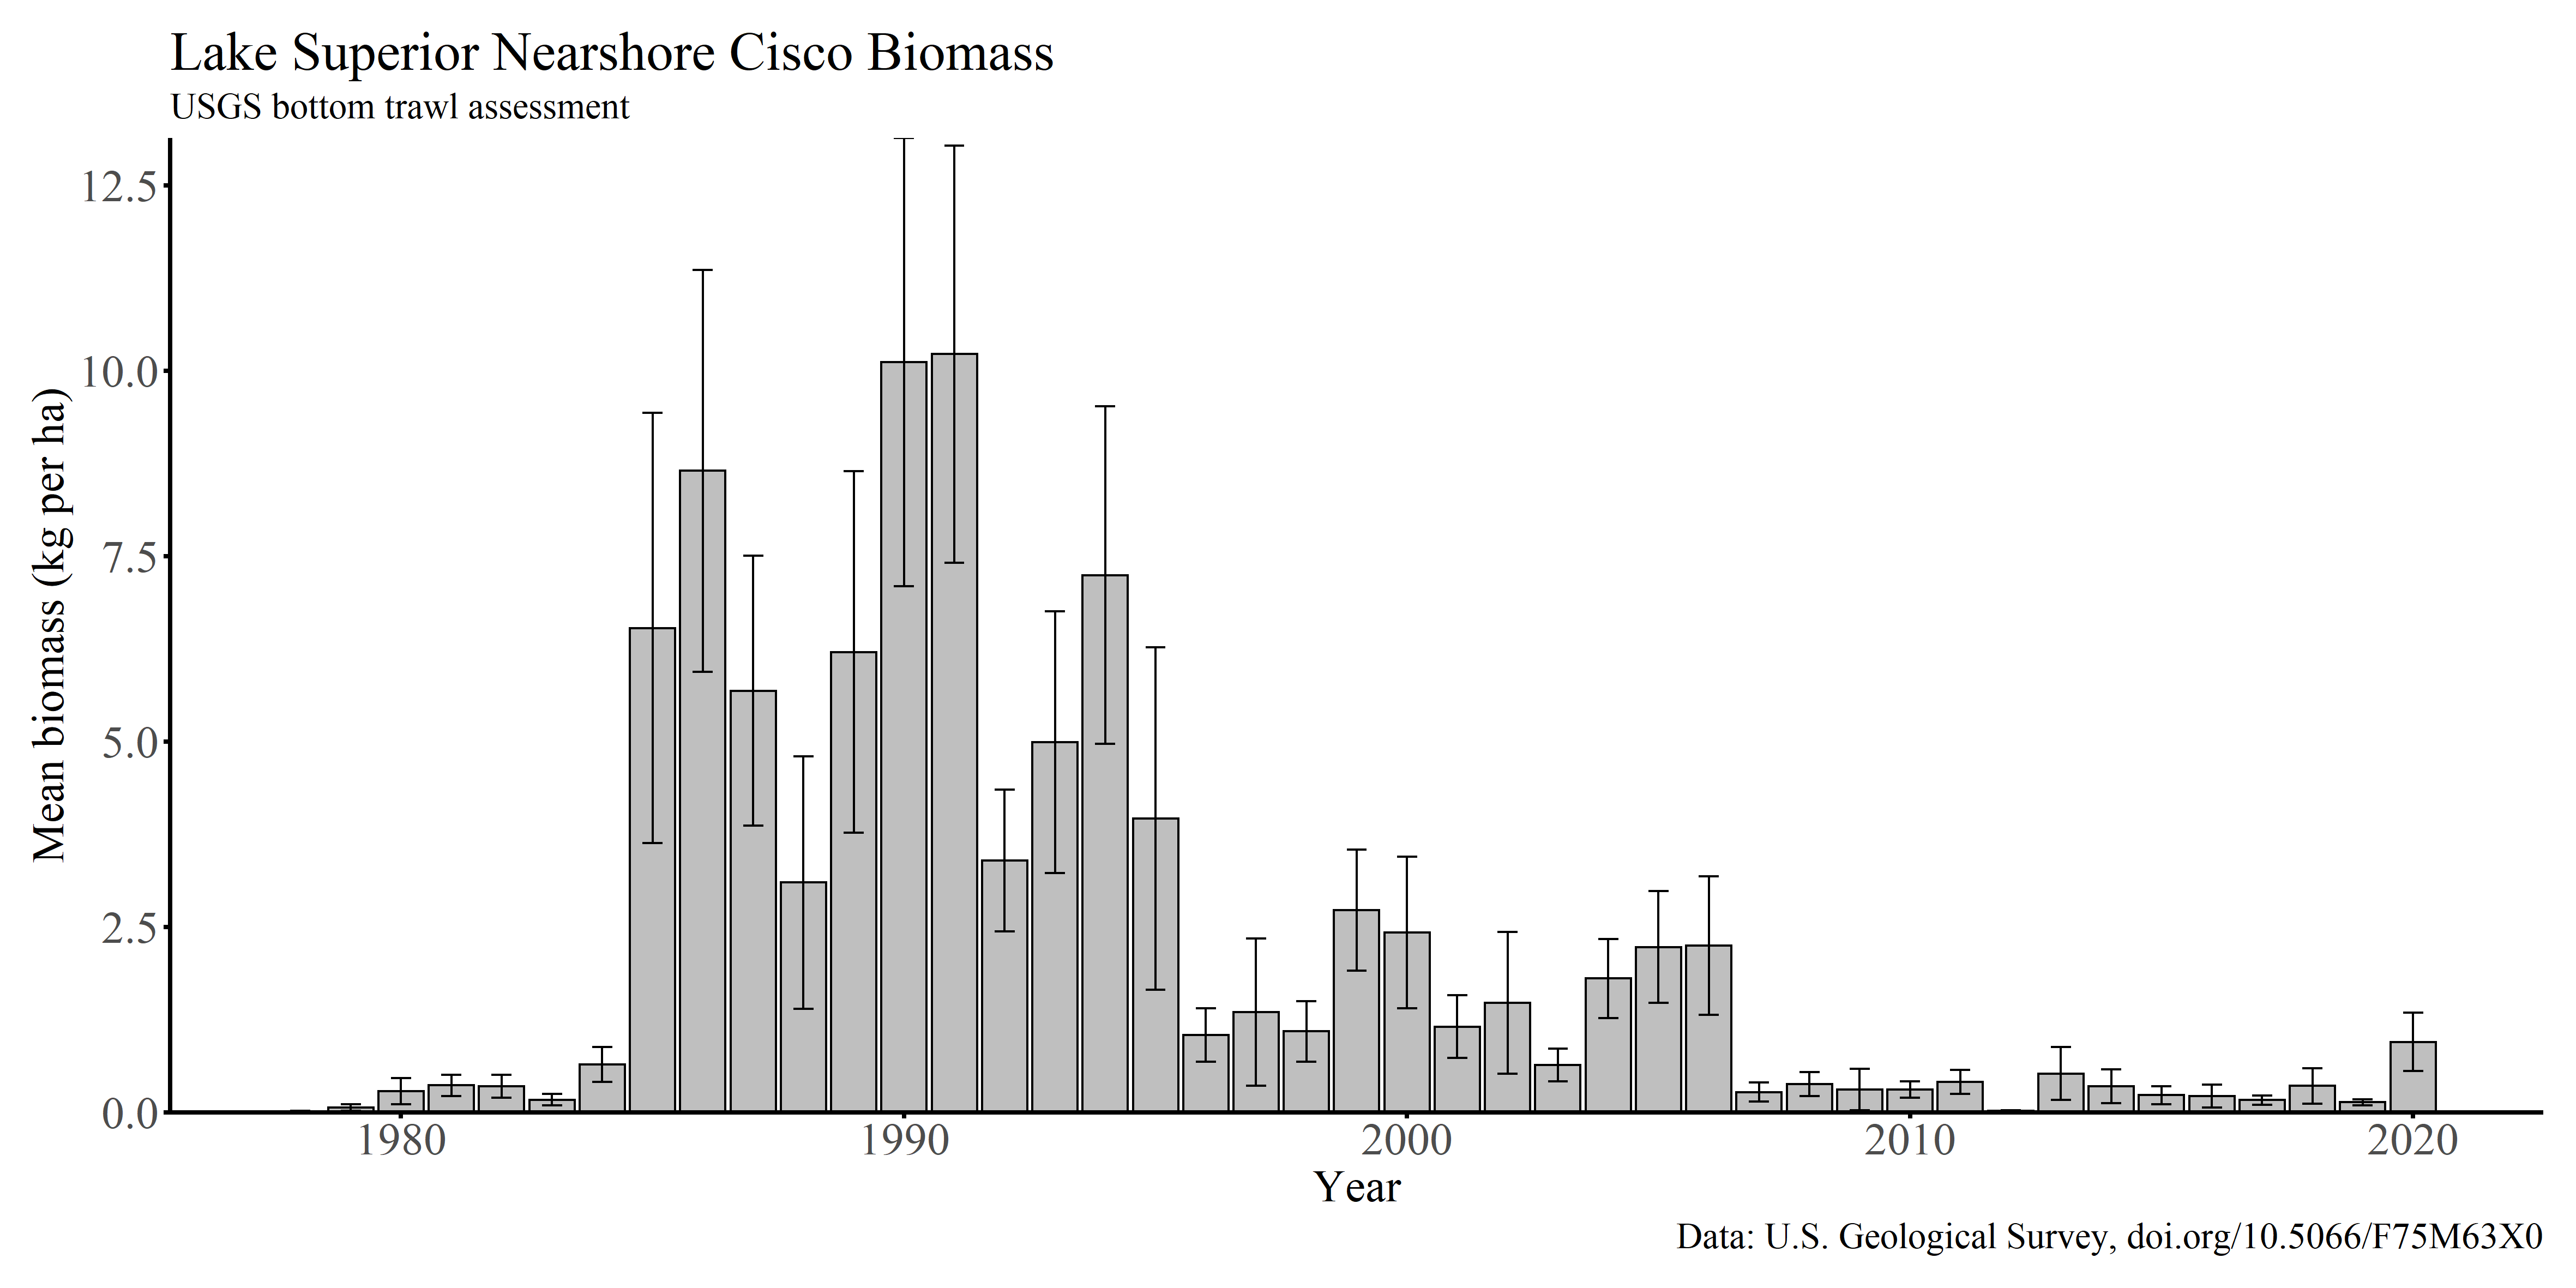 Lake Superior Nearshore Cisco Biomass
USGS bottom trawl assessment
Mean biomass (kg per ha)
12.5
10.0
7.5
5.0
2.5
0.0
1980 1990 2000 2010 2020
Year
Data: U.S. Geological Survey, doi.org/10.5066/F75M63X0